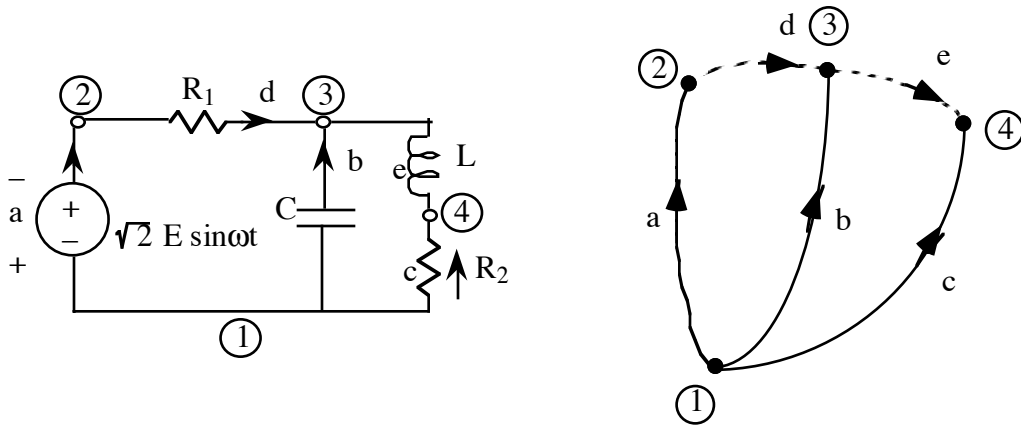 2 R1 d 3
b e L
− a +
+ −
√2 E sinωt
C 4
c R2
1
d 3 e
2 4
a b c
1